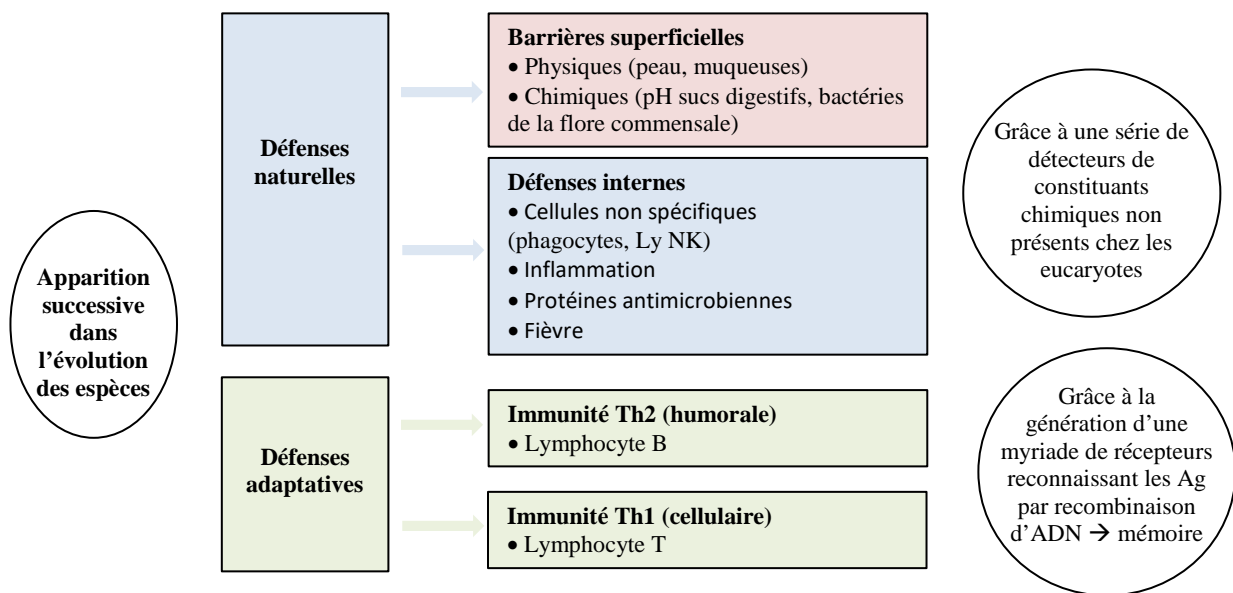 Apparition
successive
dans
l'évolution
des espèces
Défenses
naturelles
Barrières superficielles
• Physiques (peau, muqueuses)
• Chimiques (pH sucs digestifs, bactéries
de la flore commensale)
Défenses internes
• Cellules non spécifiques
(phagocytes, Ly NK)
• Inflammation
• Protéines antimicrobiennes
• Fièvre
Grâce à une série de
détecteurs de
constituants
chimiques non
présents chez les
eucaryotes
Défenses
adaptatives
Immunité Th2 (humorale)
• Lymphocyte B
Immunité Th1 (cellulaire)
• Lymphocyte T
Grâce à la
génération d'une
myriade de récepteurs
reconnaissant les Ag
par recombinaison
d'ADN → mémoire